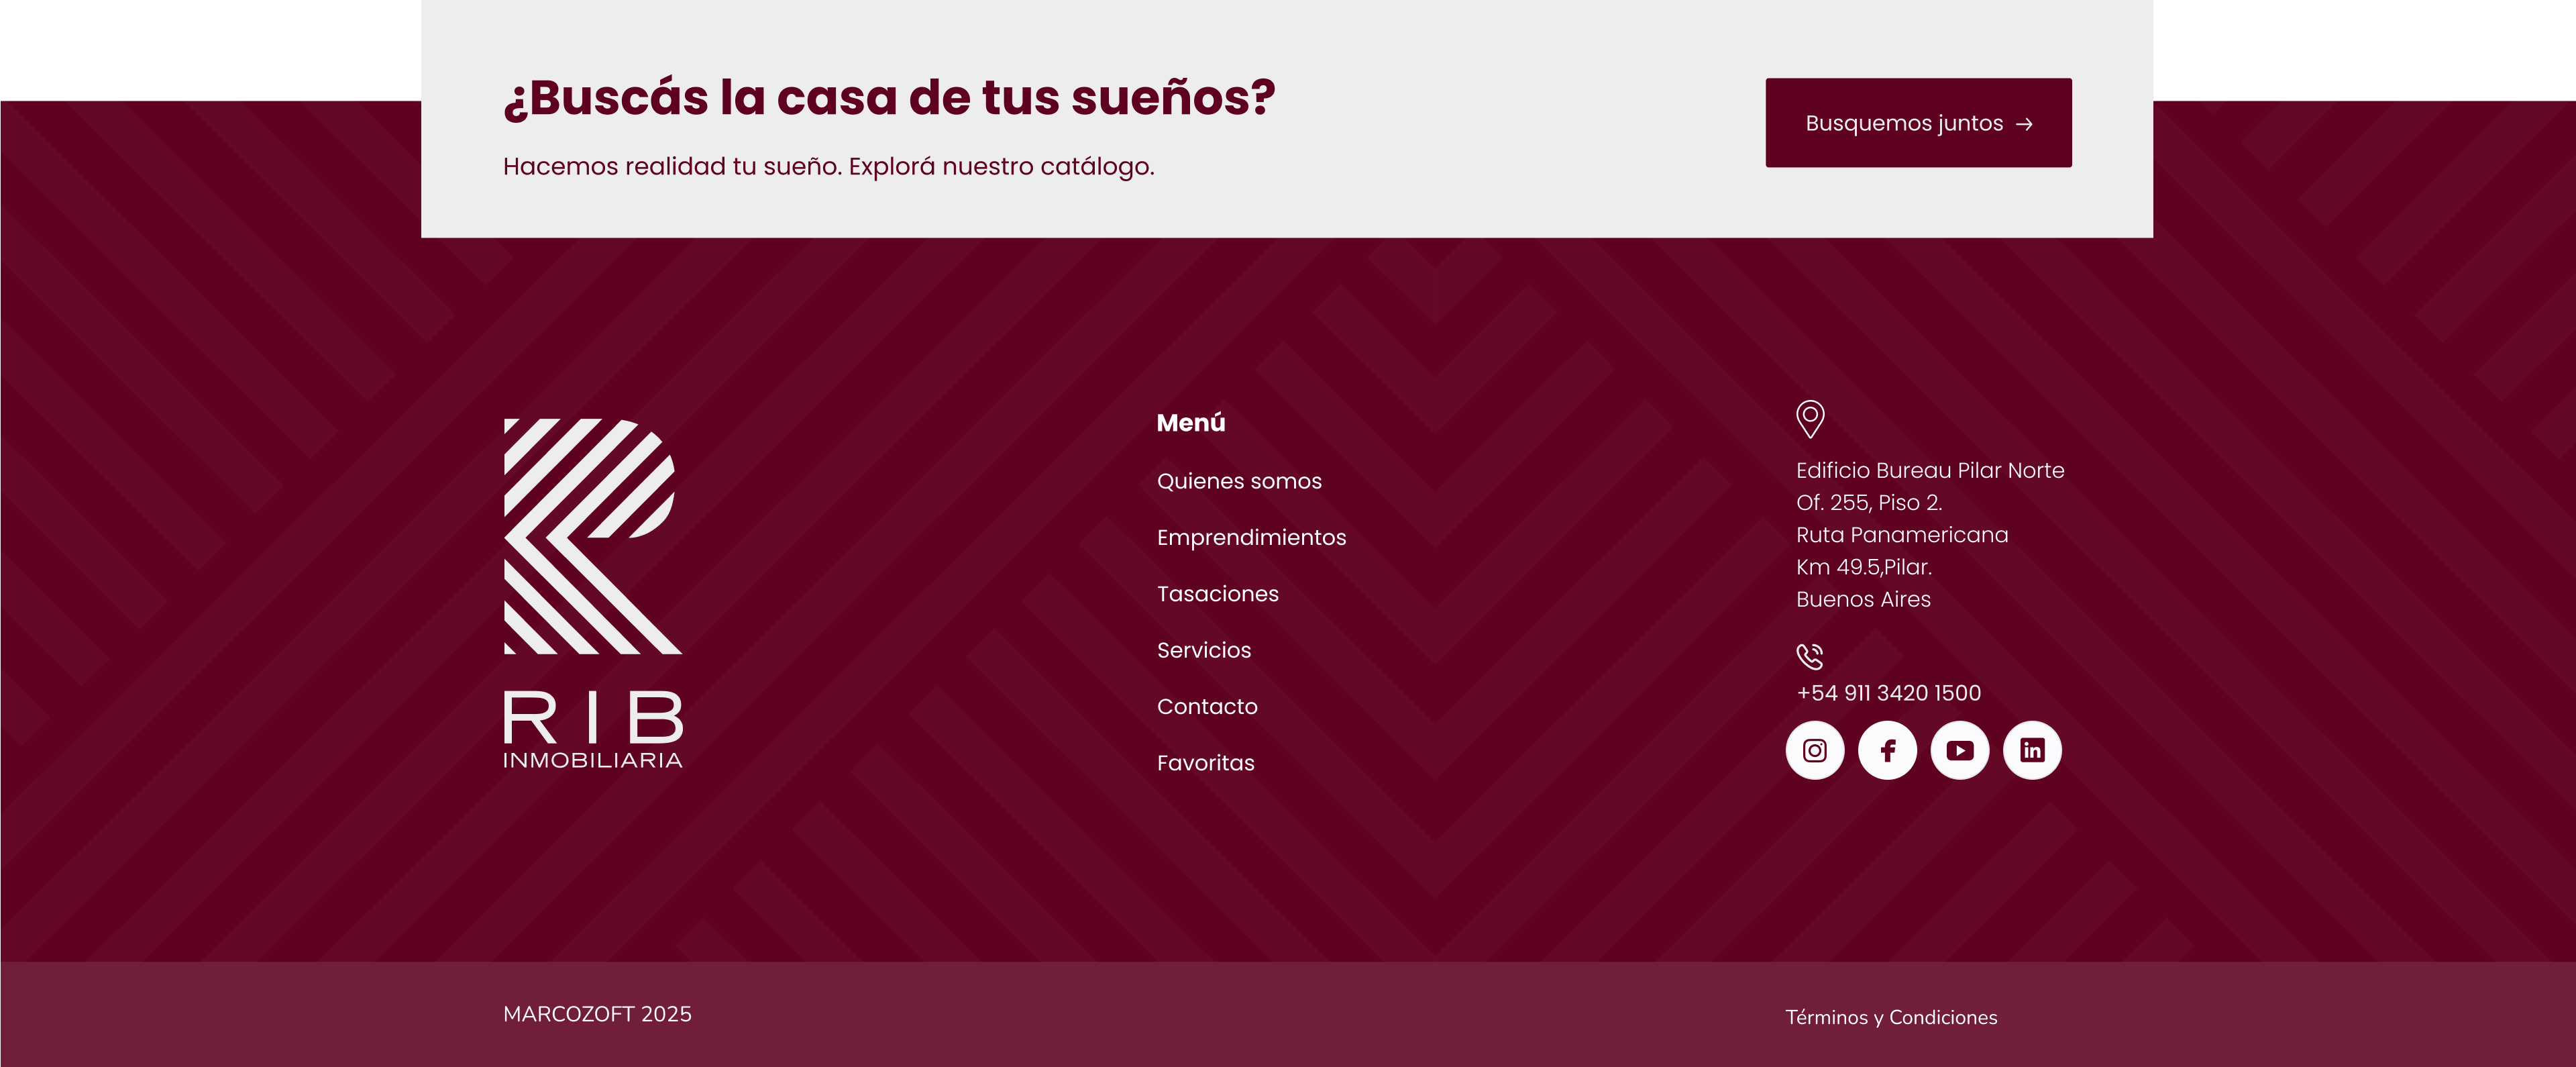 ¿Buscás la casa de tus sueños?
Hacemos realidad tu sueño. Explorá nuestro catálogo.
Busquemos juntos →
RIB
INMOBILIARIA
Menú
Quienes somos
Emprendimientos
Tasaciones
Servicios
Contacto
Favoritas
Edificio Bureau Pilar Norte
Of. 255, Piso 2.
Ruta Panamericana
Km 49.5,Pilar.
Buenos Aires
+54 911 3420 1500
MARCOZOFT 2025
Términos y Condiciones